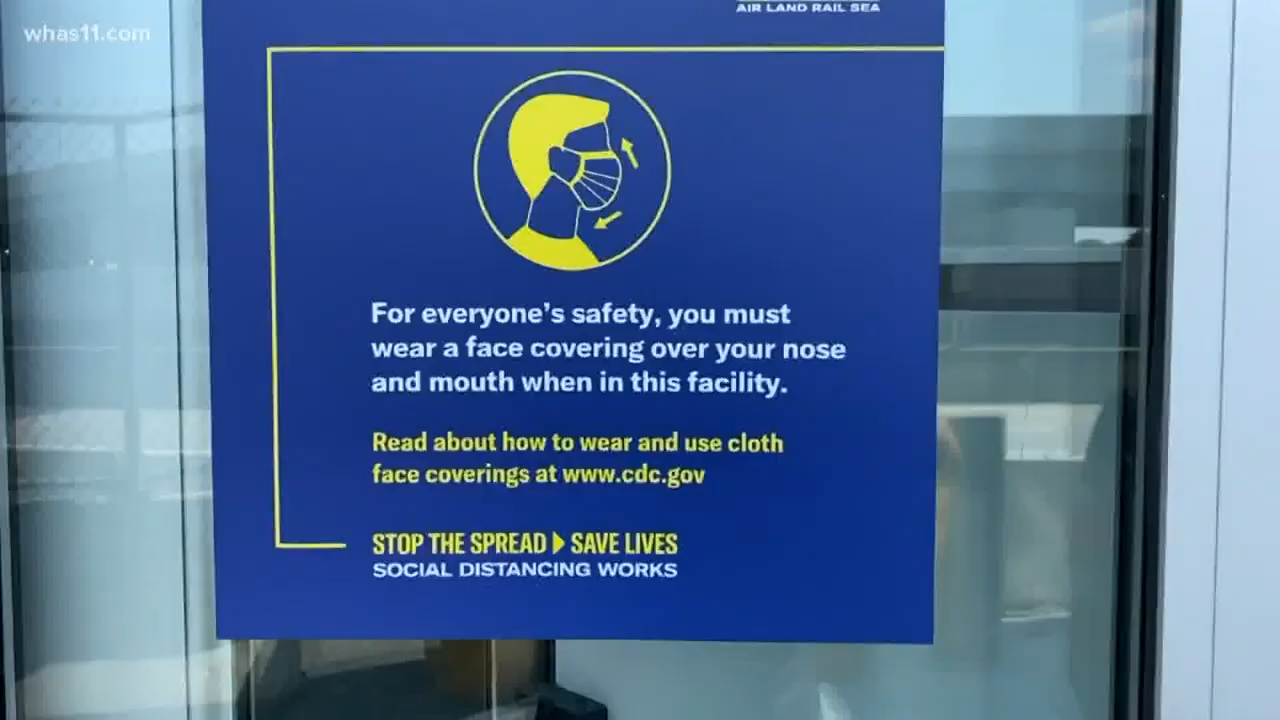 whas11.com
AIR LAND RAIL SEA
For everyone's safety, you must
wear a face covering over your nose
and mouth when in this facility.
Read about how to wear and use cloth
face coverings at www.cdc.gov
STOP THE SPREAD ▶ SAVE LIVES
SOCIAL DISTANCING WORKS